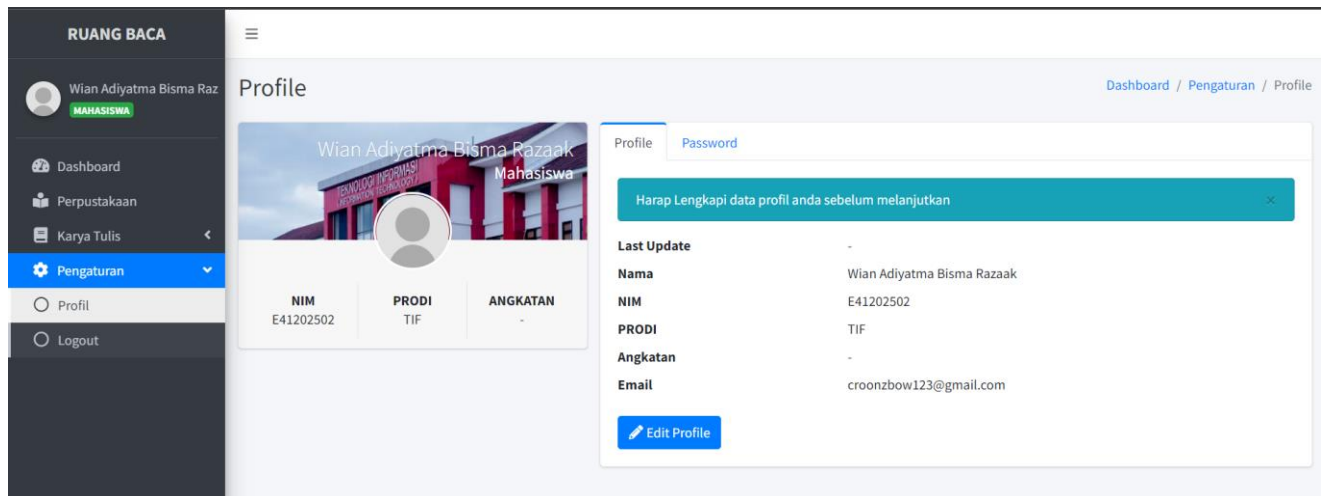 RUANG BACA
Wian Adiyatma Bisma Raz
MAHASISWA
Dashboard
Perpustakaan
Karya Tulis
Pengaturan
Profil
Logout
Profile
Dashboard / Pengaturan / Profile
Wian Adiyatma Bisma Razaak
Mahasiswa
TEKNOLOGI INFORMASI
INFORMATION TECHNOLOGY
NIM PRODI ANGKATAN
E41202502 TIF -
Profile Password
Harap Lengkapi data profil anda sebelum melanjutkan ×
Last Update -
Nama Wian Adiyatma Bisma Razaak
NIM E41202502
PRODI TIF
Angkatan -
Email croonzbow123@gmail.com
Edit Profile